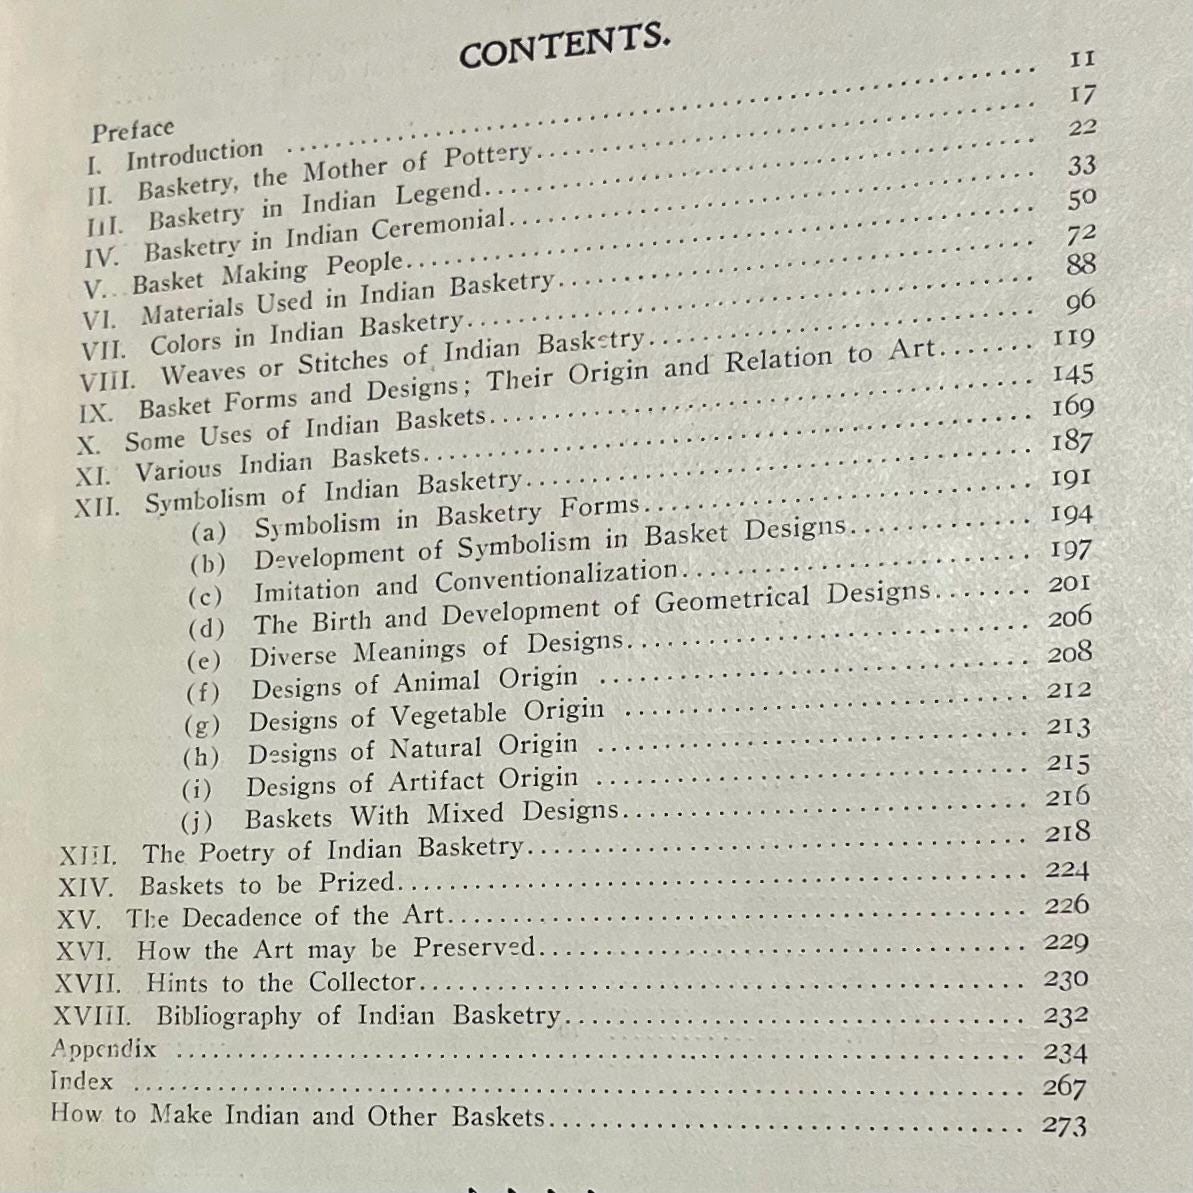 CONTENTS.
Preface
I. Introduction ........ 11
II. Basketry, the Mother of Pottery........ 17
III. Basketry in Indian Legend........ 22
IV. Basketry in Indian Ceremonial........ 33
V. Basket Making People........ 50
VI. Materials Used in Indian Basketry........ 72
VII. Colors in Indian Basketry........ 88
VIII. Weaves or Stitches of Indian Basketry........ 96
IX. Basket Forms and Designs; Their Origin and Relation to Art....... 119
X. Some Uses of Indian Baskets........ 145
XI. Various Indian Baskets........ 169
XII. Symbolism of Indian Basketry........ 187
(a) Symbolism in Basketry Forms........ 191
(b) Development of Symbolism in Basket Designs........ 194
(c) Imitation and Conventionalization........ 197
(d) The Birth and Development of Geometrical Designs....... 201
(e) Diverse Meanings of Designs........ 206
(f) Designs of Animal Origin ........ 208
(g) Designs of Vegetable Origin ........ 212
(h) Designs of Natural Origin ........ 213
(i) Designs of Artifact Origin ........ 215
(j) Baskets With Mixed Designs........ 216
XIII. The Poetry of Indian Basketry........ 218
XIV. Baskets to be Prized........ 224
XV. The Decadence of the Art........ 226
XVI. How the Art may be Preserved........ 229
XVII. Hints to the Collector........ 230
XVIII. Bibliography of Indian Basketry........ 232
Appendix ........ 234
Index ........ 267
How to Make Indian and Other Baskets........ 273